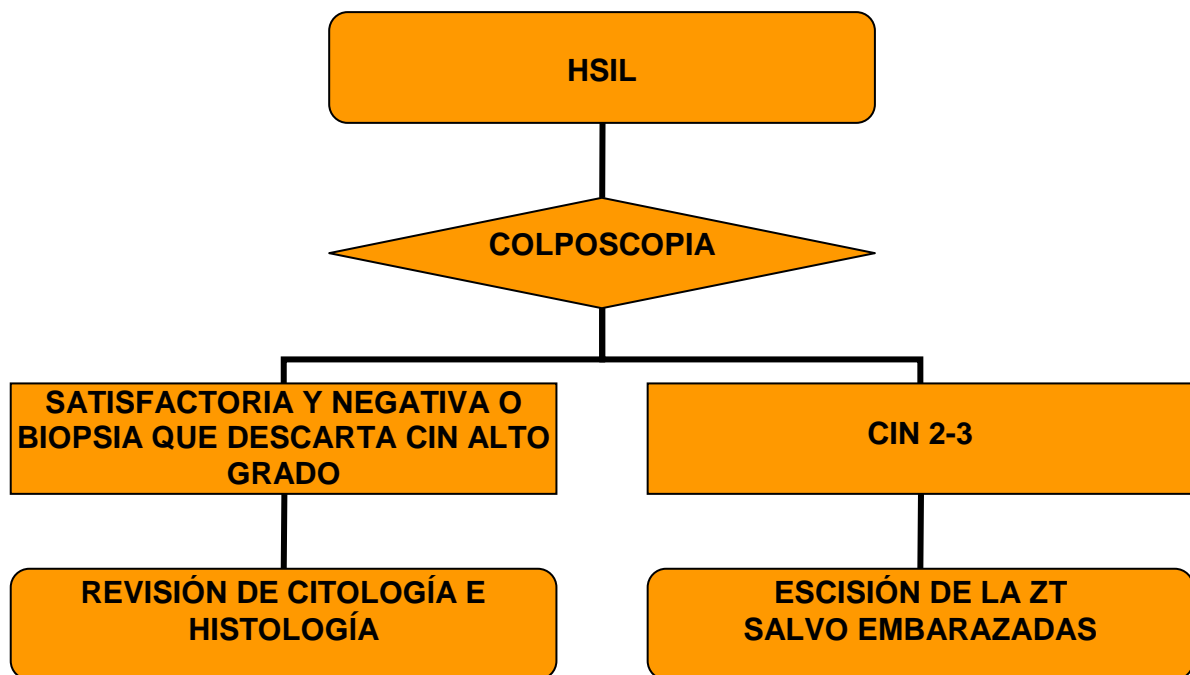 HSIL
COLPOSCOPIA
SATISFACTORIA Y NEGATIVA O
BIOPSIA QUE DESCARTA CIN ALTO
GRADO
CIN 2-3
REVISIÓN DE CITOLOGÍA E
HISTOLOGÍA
ESCISIÓN DE LA ZT
SALVO EMBARAZADAS